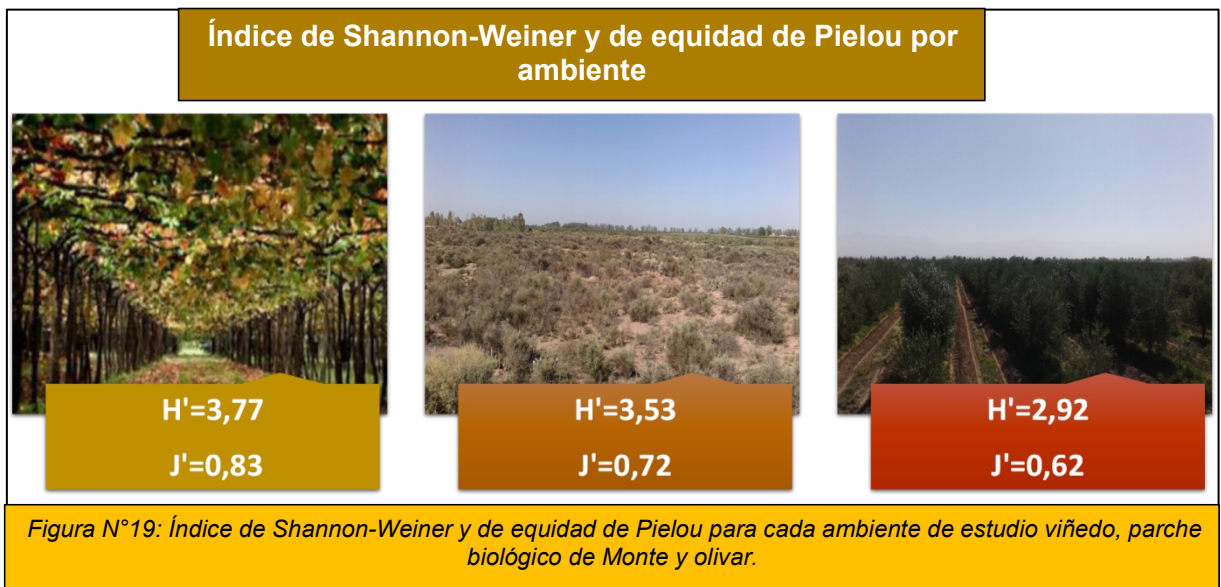 Índice de Shannon-Weiner y de equidad de Pielou por
ambiente
H'=3,77
J'=0,83
H'=3,53
J'=0,72
H'=2,92
J'=0,62
Figura N°19: Índice de Shannon-Weiner y de equidad de Pielou para cada ambiente de estudio viñedo, parche
biológico de Monte y olivar.